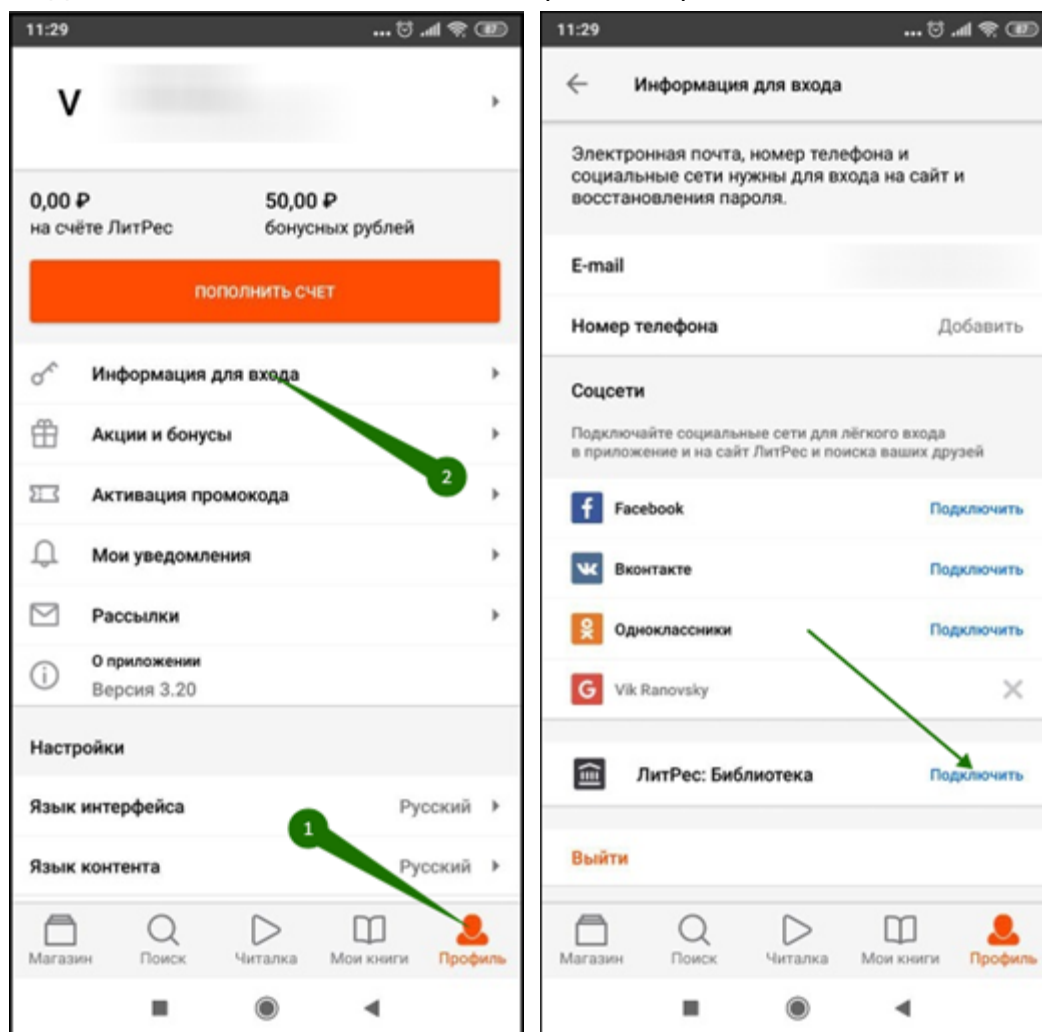 11:29
87
V
0,00 ₽
50,00 ₽
на счёте ЛитРес
бонусных рублей
ПОПОЛНИТЬ СЧЕТ
Информация для входа
Акции и бонусы
2
Активация промокода
Мои уведомления
Рассылки
О приложении
Версия 3.20
Настройки
Язык интерфейса
Русский
1
Язык контента
Русский
Магазин
Поиск
Читалка
Мои книги
Профиль
11:29
87
Информация для входа
Электронная почта, номер телефона и
социальные сети нужны для входа на сайт и
восстановления пароля.
E-mail
Номер телефона
Добавить
Соцсети
Подключайте социальные сети для лёгкого входа
в приложение и на сайт ЛитРес и поиска ваших друзей
Facebook
Подключить
Вконтакте
Подключить
Одноклассники
Подключить
G
Vik Ranovsky
ЛитРес: Библиотека
Подключить
Выйти
Магазин
Поиск
Читалка
Мои книги
Профиль